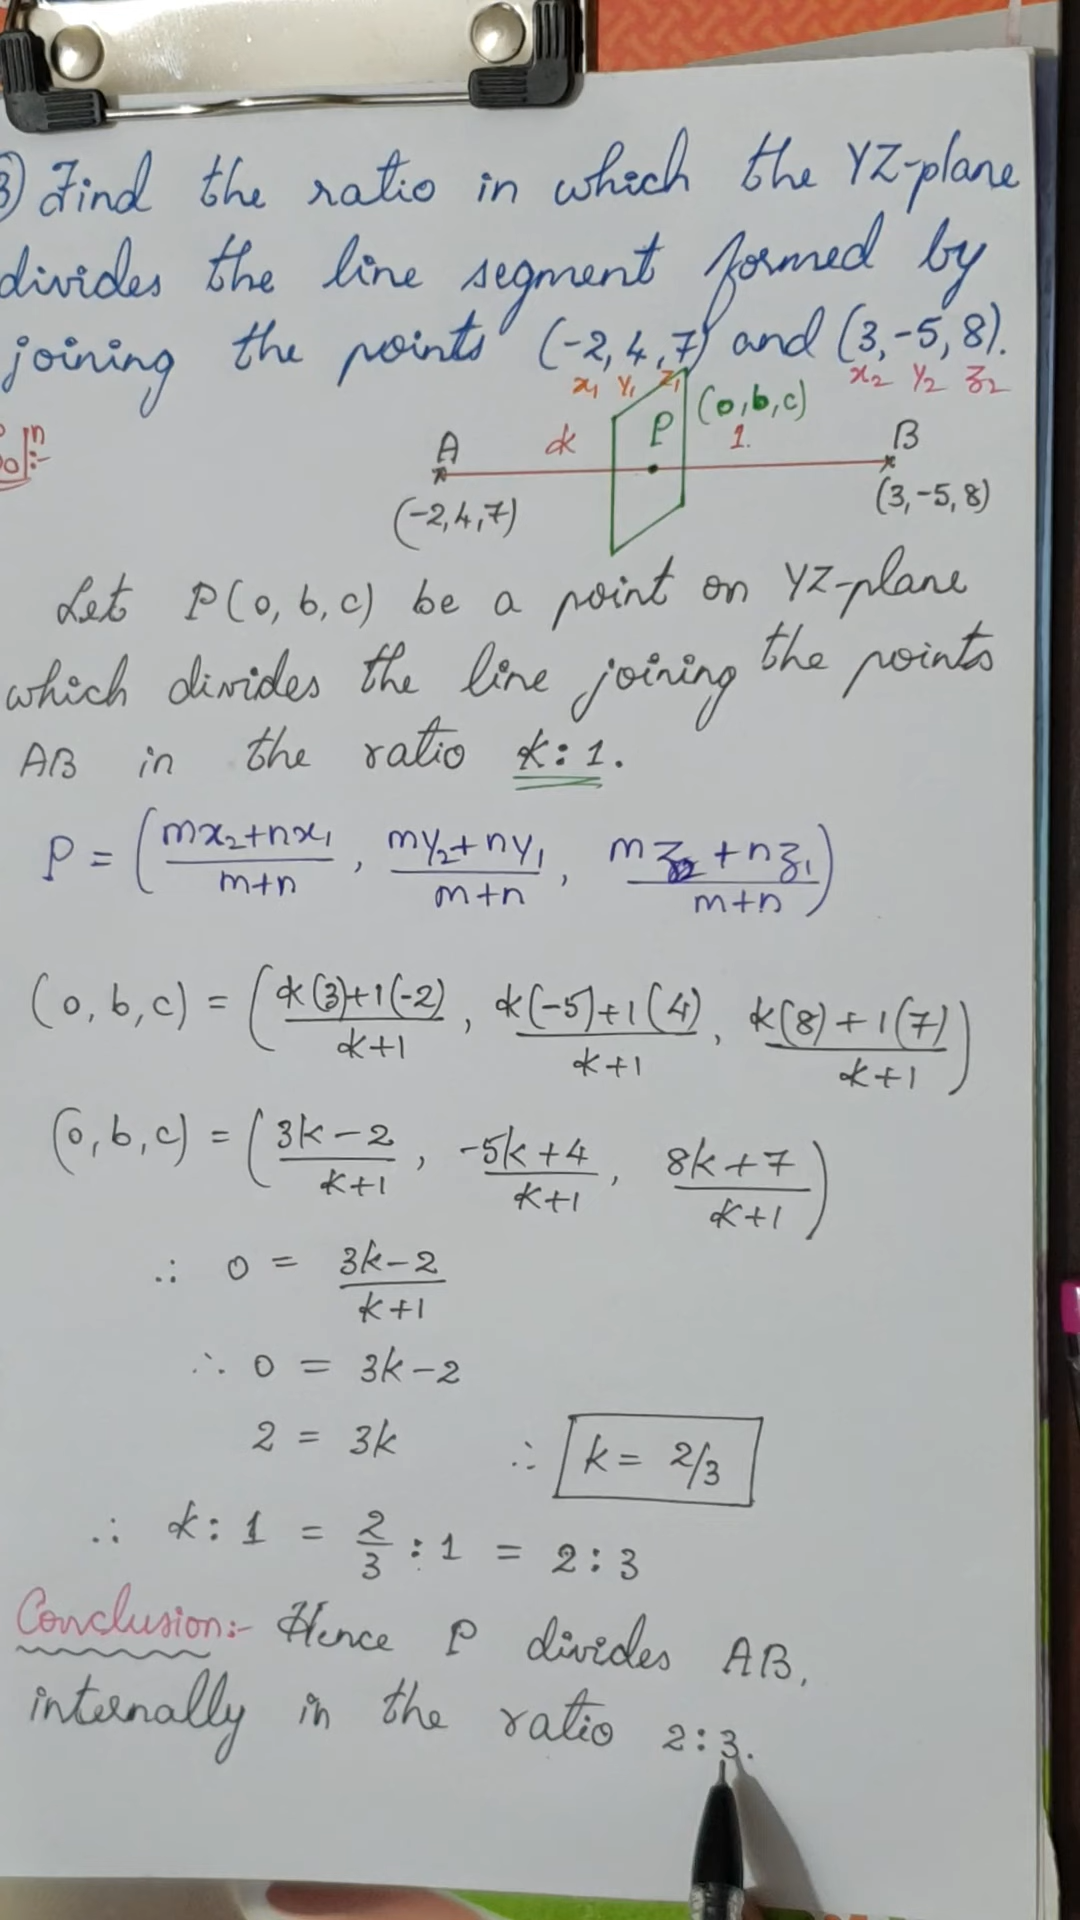 3) Find the ratio in which the YZ-plane
divides the line segment formed by
joining the points (-2, 4, 7) and (3, -5, 8).
x₁ y₁ z₁ x₂ y₂ z₂
Solⁿ:-
A k P (0, b, c) 1. B
(-2, 4, 7) (3, -5, 8)
Let P(0, b, c) be a point on YZ-plane
which divides the line joining the points
AB in the ratio k : 1.
P = ( mx₂+nx₁ / m+n , my₂+ny₁ / m+n , mz₂+nz₁ / m+n )
(0, b, c) = ( k(3)+1(-2) / k+1 , k(-5)+1(4) / k+1 , k(8)+1(7) / k+1 )
(0, b, c) = ( 3k-2 / k+1 , -5k+4 / k+1 , 8k+7 / k+1 )
∴ 0 = 3k-2 / k+1
∴ 0 = 3k-2
2 = 3k ∴ k = 2/3
∴ k : 1 = 2/3 : 1 = 2 : 3
Conclusion:- Hence P divides AB,
internally in the ratio 2 : 3.